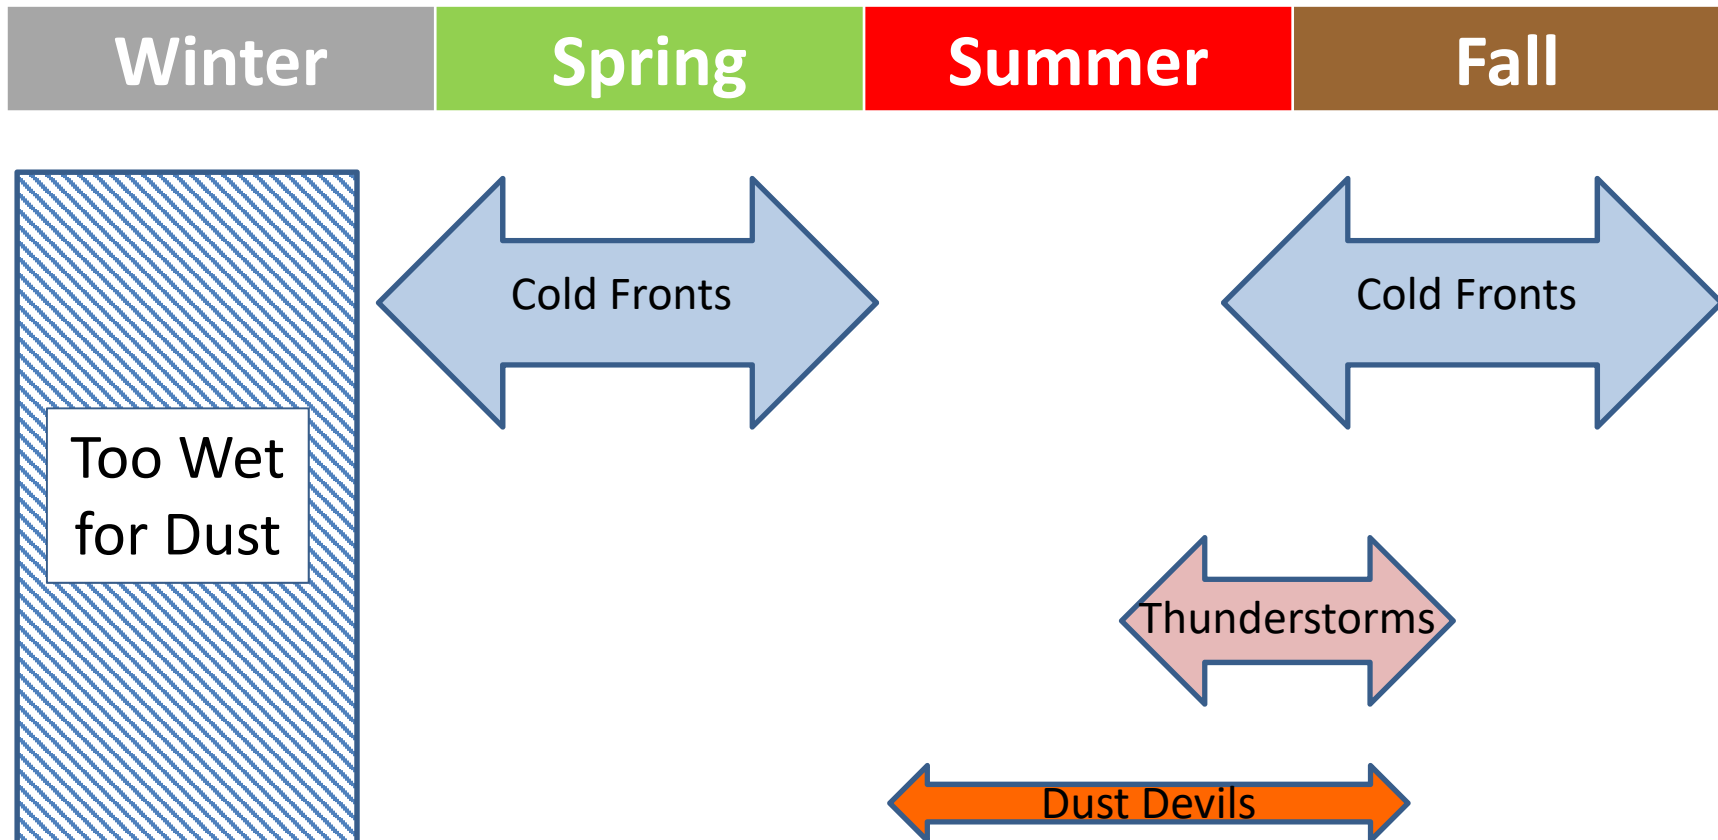 Winter
Spring
Summer
Fall
Cold Fronts
Cold Fronts
Too Wet
for Dust
Thunderstorms
Dust Devils